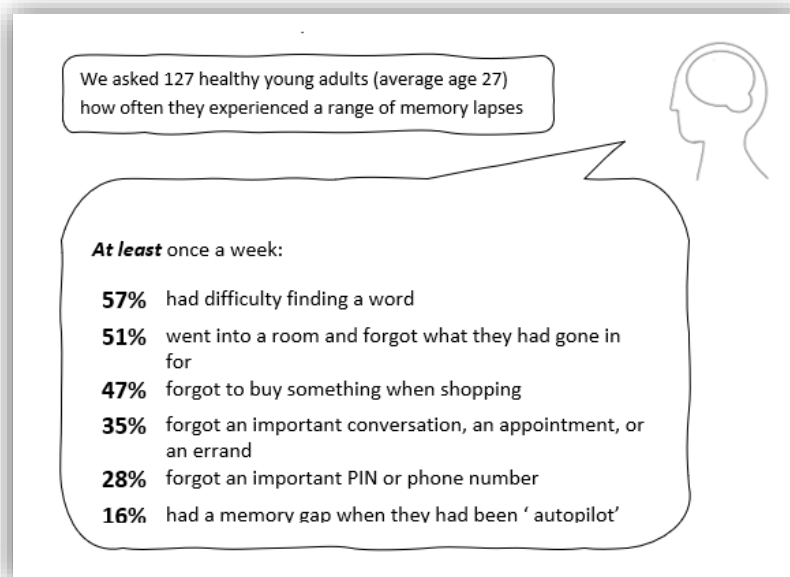 We asked 127 healthy young adults (average age 27)
how often they experienced a range of memory lapses
At least once a week:
57% had difficulty finding a word
51% went into a room and forgot what they had gone in
for
47% forgot to buy something when shopping
35% forgot an important conversation, an appointment, or
an errand
28% forgot an important PIN or phone number
16% had a memory gap when they had been ‘ autopilot’